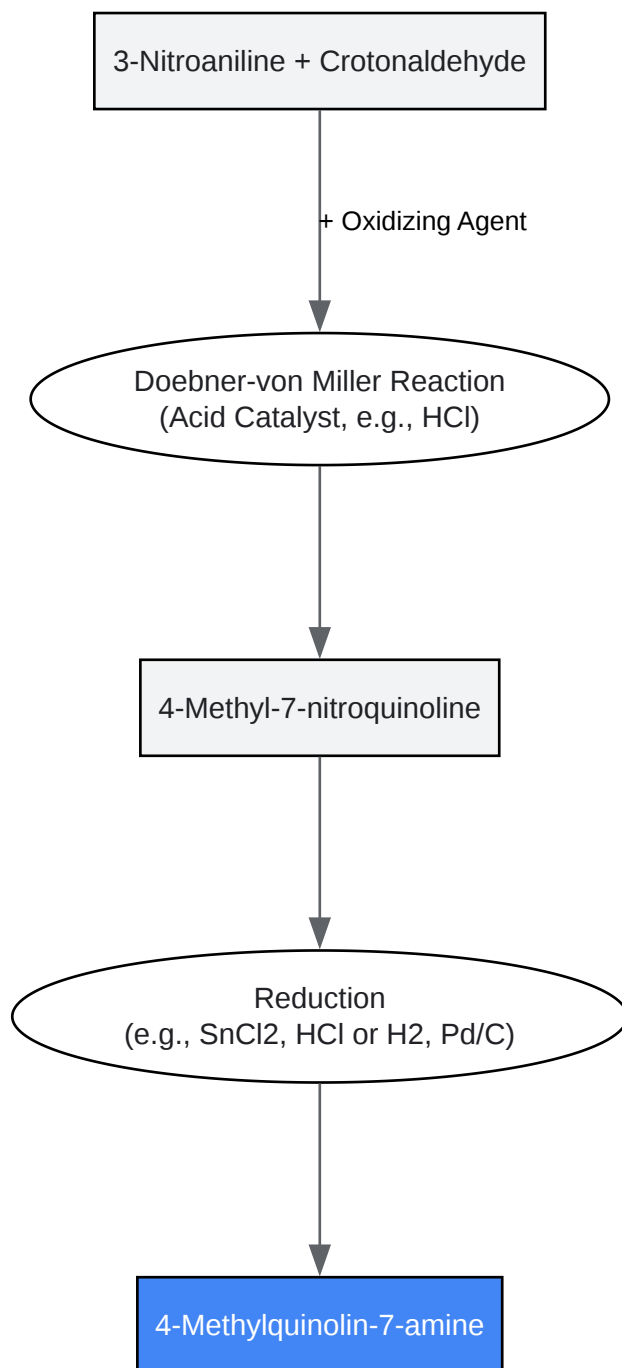 3-Nitroaniline + Crotonaldehyde
+ Oxidizing Agent
Doebner-von Miller Reaction
(Acid Catalyst, e.g., HCl)
4-Methyl-7-nitroquinoline
Reduction
(e.g., SnCl2, HCl or H2, Pd/C)
4-Methylquinolin-7-amine